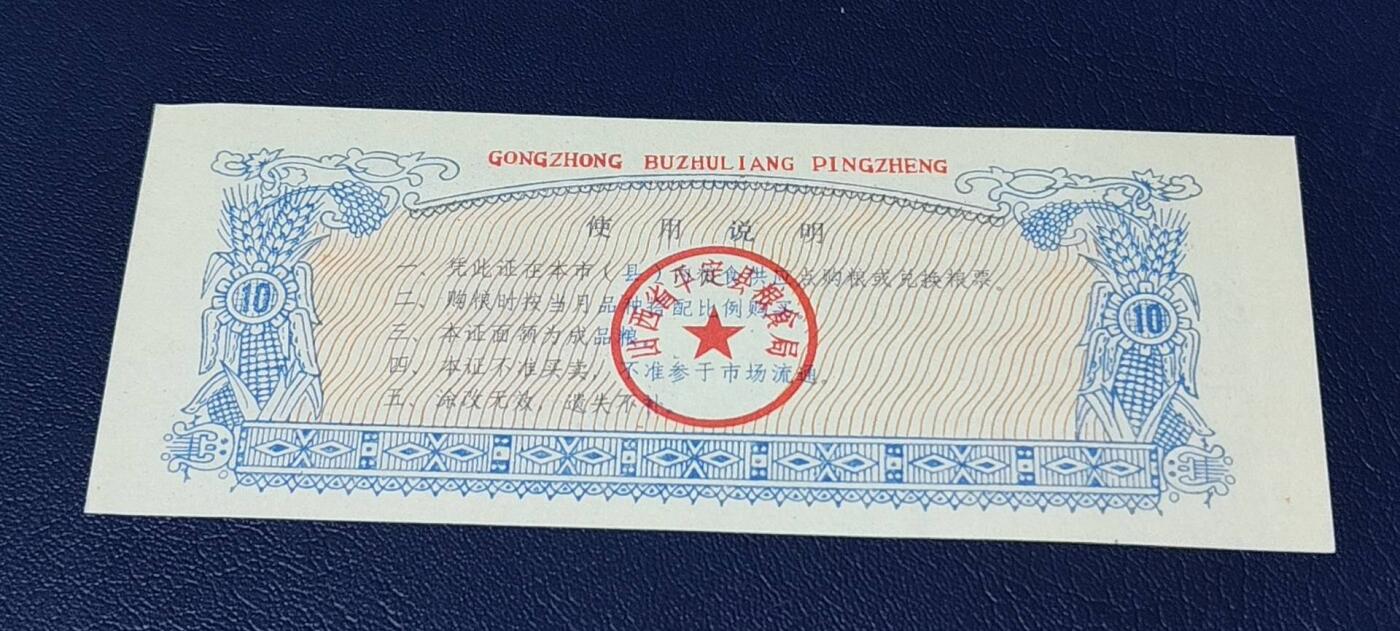 GONGZHONG BUZHULIANG PINGZHENG
使用说明
一、凭此证在本市（县）内粮食供应点购粮或兑换粮票。
二、购粮时按当月品种搭配比例购买。
三、本证面额为成品粮。
四、本证不准买卖，不准参于市场流通。
五、涂改无效，遗失不补。
山西省平定县粮食局
10
10